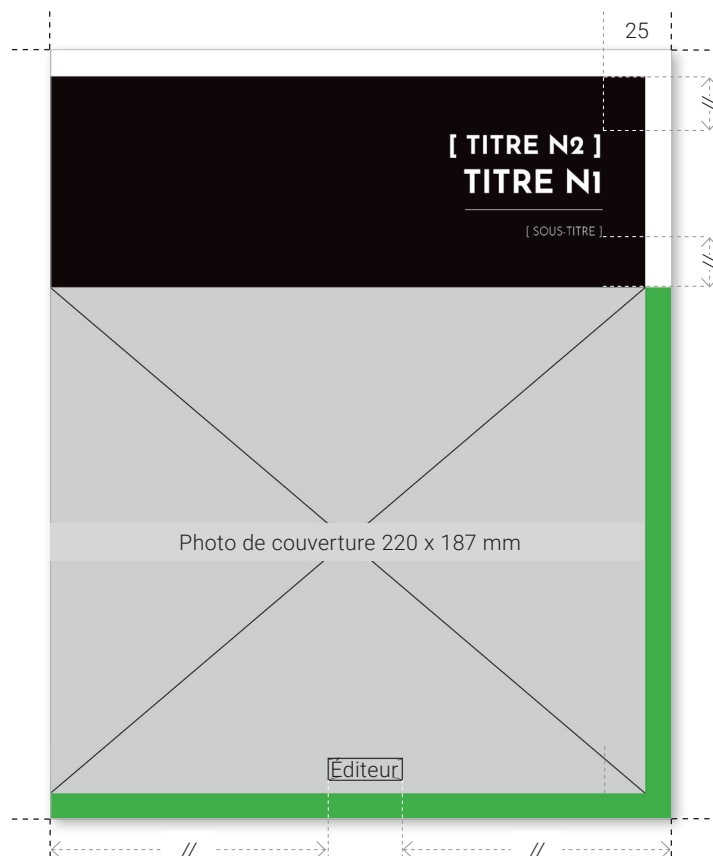 25
//
[ TITRE N2 ]
TITRE N1
[ SOUS-TITRE ]
//
Photo de couverture 220 x 187 mm
Éditeur
//
//